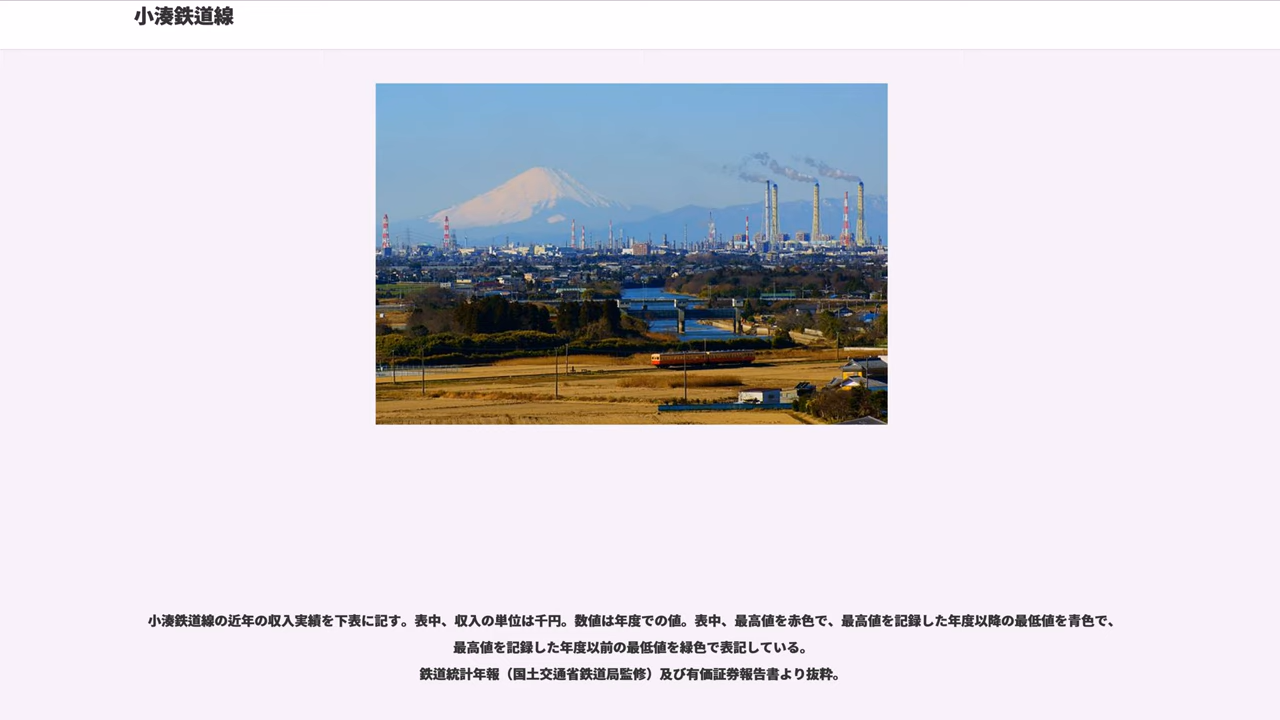 小湊鉄道線
小湊鉄道線の近年の収入実績を下表に記す。表中、収入の単位は千円。数値は年度での値。表中、最高値を赤色で、最高値を記録した年度以降の最低値を青色で、
最高値を記録した年度以前の最低値を緑色で表記している。
鉄道統計年報（国土交通省鉄道局監修）及び有価証券報告書より抜粋。